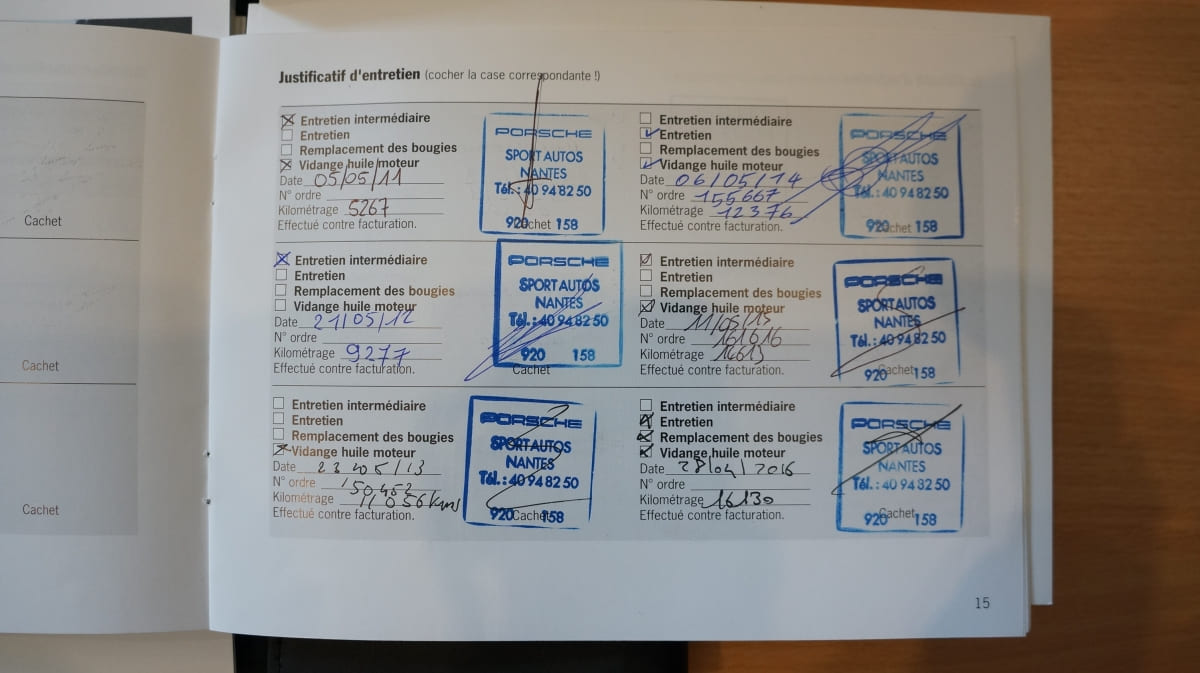 Justificatif d'entretien (cocher la case correspondante !)
Entretien intermédiaire
Entretien
Remplacement des bougies
Vidange huile moteur
Date 05/05/11
N° ordre
Kilométrage 5267
Effectué contre facturation.
PORSCHE
SPORT AUTOS
NANTES
Tél.: 40 94 82 50
920 Cachet 158
Entretien intermédiaire
Entretien
Remplacement des bougies
Vidange huile moteur
Date 21/05/12
N° ordre
Kilométrage 9277
Effectué contre facturation.
PORSCHE
SPORT AUTOS
NANTES
Tél.: 40 94 82 50
920 158
Cachet
Entretien intermédiaire
Entretien
Remplacement des bougies
Vidange huile moteur
Date 23/05/13
N° ordre 150452
Kilométrage 11056 Kms
Effectué contre facturation.
PORSCHE
SPORT AUTOS
NANTES
Tél.: 40 94 82 50
920 Cachet 158
Entretien intermédiaire
Entretien
Remplacement des bougies
Vidange huile moteur
Date 06/05/14
N° ordre 155667
Kilométrage 12376
Effectué contre facturation.
PORSCHE
SPORT AUTOS
NANTES
Tél.: 40 94 82 50
920 Cachet 158
Entretien intermédiaire
Entretien
Remplacement des bougies
Vidange huile moteur
Date 11/05/15
N° ordre 161616
Kilométrage 14613
Effectué contre facturation.
PORSCHE
SPORT AUTOS
NANTES
Tél.: 40 94 82 50
920 Cachet 158
Entretien intermédiaire
Entretien
Remplacement des bougies
Vidange huile moteur
Date 28/04/2016
N° ordre
Kilométrage 16130
Effectué contre facturation.
PORSCHE
SPORT AUTOS
NANTES
Tél.: 40 94 82 50
920 Cachet 158
15
Cachet
Cachet
Cachet